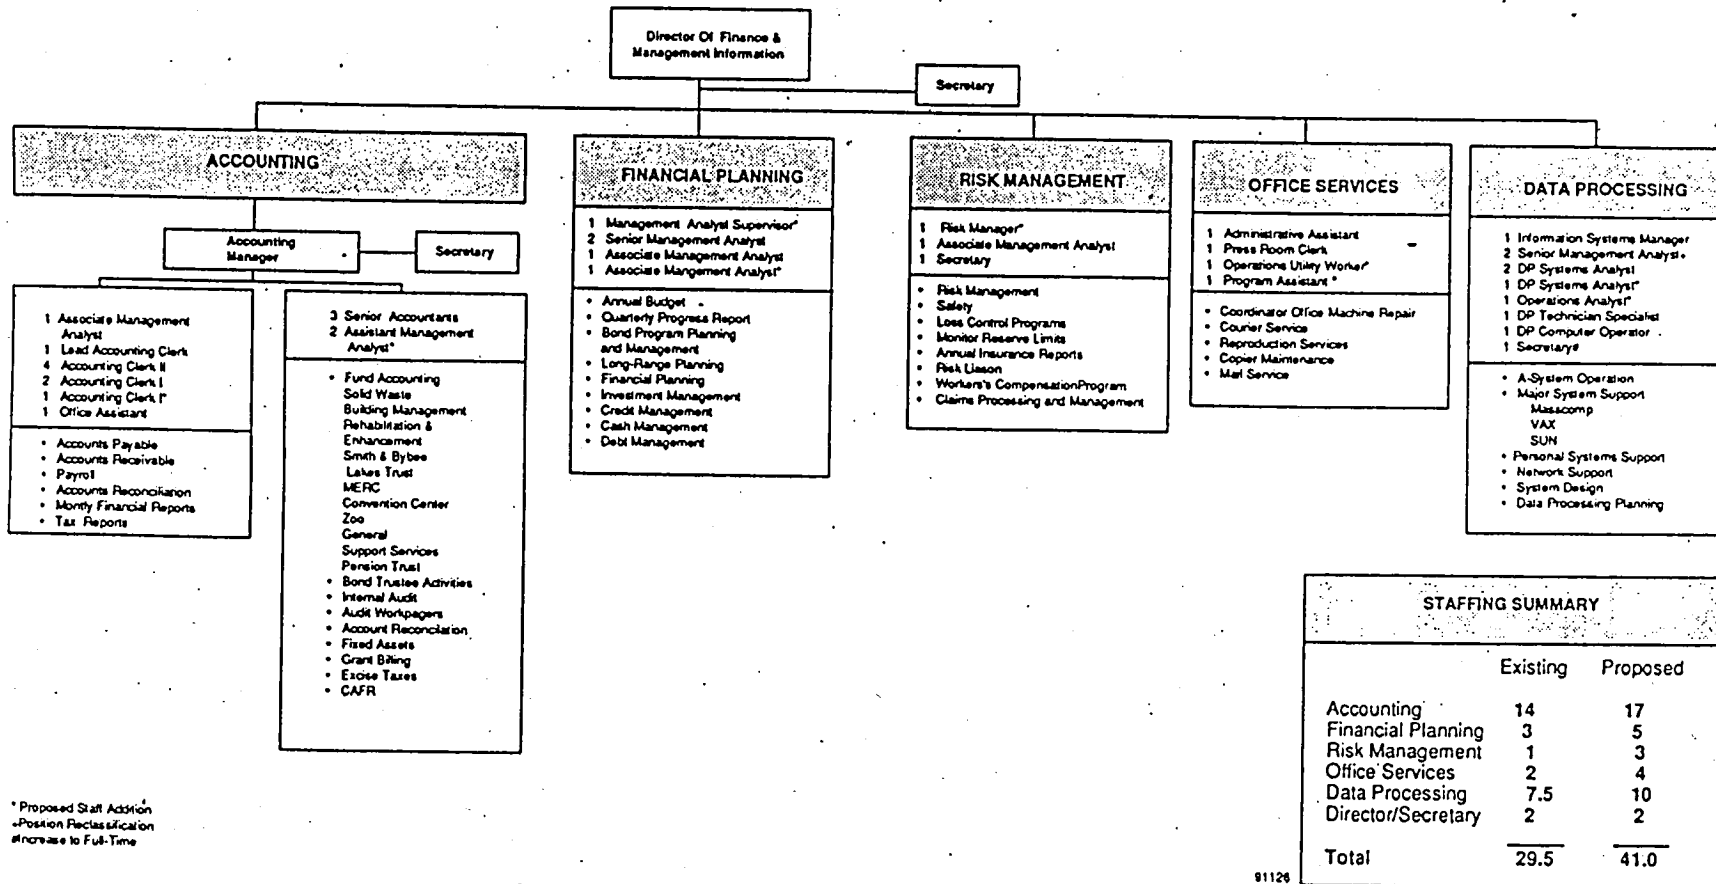 Director Of Finance &
Management Information
Secretary
ACCOUNTING
Accounting
Manager
Secretary
1 Associate Management
Analyst
1 Lead Accounting Clerk
4 Accounting Clerk II
2 Accounting Clerk I
1 Accounting Clerk I*
1 Office Assistant
• Accounts Payable
• Accounts Receivable
• Payroll
• Accounts Reconciliation
• Montly Financial Reports
• Tax Reports
3 Senior Accountants
2 Assistant Management
Analyst*
• Fund Accounting
Solid Waste
Building Management
Rehabilitation &
Enhancement
Smith & Bybee
Lakes Trust
MERC
Convention Center
Zoo
General
Support Services
Pension Trust
• Bond Trustee Activities
• Internal Audit
• Audit Workpapers
• Account Reconcilation
• Fixed Assets
• Grant Billing
• Excise Taxes
• CAFR
FINANCIAL PLANNING
1 Management Analyst Supervisor*
2 Senior Management Analyst
1 Associate Management Analyst
1 Associate Mangement Analyst*
• Annual Budget
• Quarterly Progress Report
• Bond Program Planning
and Management
• Long-Range Planning
• Financial Planning
• Investment Management
• Credit Management
• Cash Management
• Debt Management
RISK MANAGEMENT
1 Risk Manager*
1 Associate Management Analyst
1 Secretary
• Risk Management
• Safety
• Loss Control Programs
• Monitor Reserve Limits
• Annual Insurance Reports
• Risk Liason
• Workers's CompensationProgram
• Claims Processing and Management
OFFICE SERVICES
1 Administrative Assistant
1 Press Room Clerk
1 Operations Utility Worker*
1 Program Assistant *
• Coordinator Office Machine Repair
• Courier Service
• Reproduction Services
• Copier Maintenance
• Mail Service
DATA PROCESSING
1 Information Systems Manager
2 Senior Management Analyst+
2 DP Systems Analyst
1 DP Systems Analyst*
1 Operations Analyst*
1 DP Technician Specialist
1 DP Computer Operator
1 Secretary#
• A-System Operation
• Major System Support
Masscomp
VAX
SUN
• Personal Systems Support
• Network Support
• System Design
• Data Processing Planning
STAFFING SUMMARY
Existing Proposed
Accounting 14 17
Financial Planning 3 5
Risk Management 1 3
Office Services 2 4
Data Processing 7.5 10
Director/Secretary 2 2
Total 29.5 41.0
* Proposed Staff Addition
+Position Reclassification
#Increase to Full-Time
91126